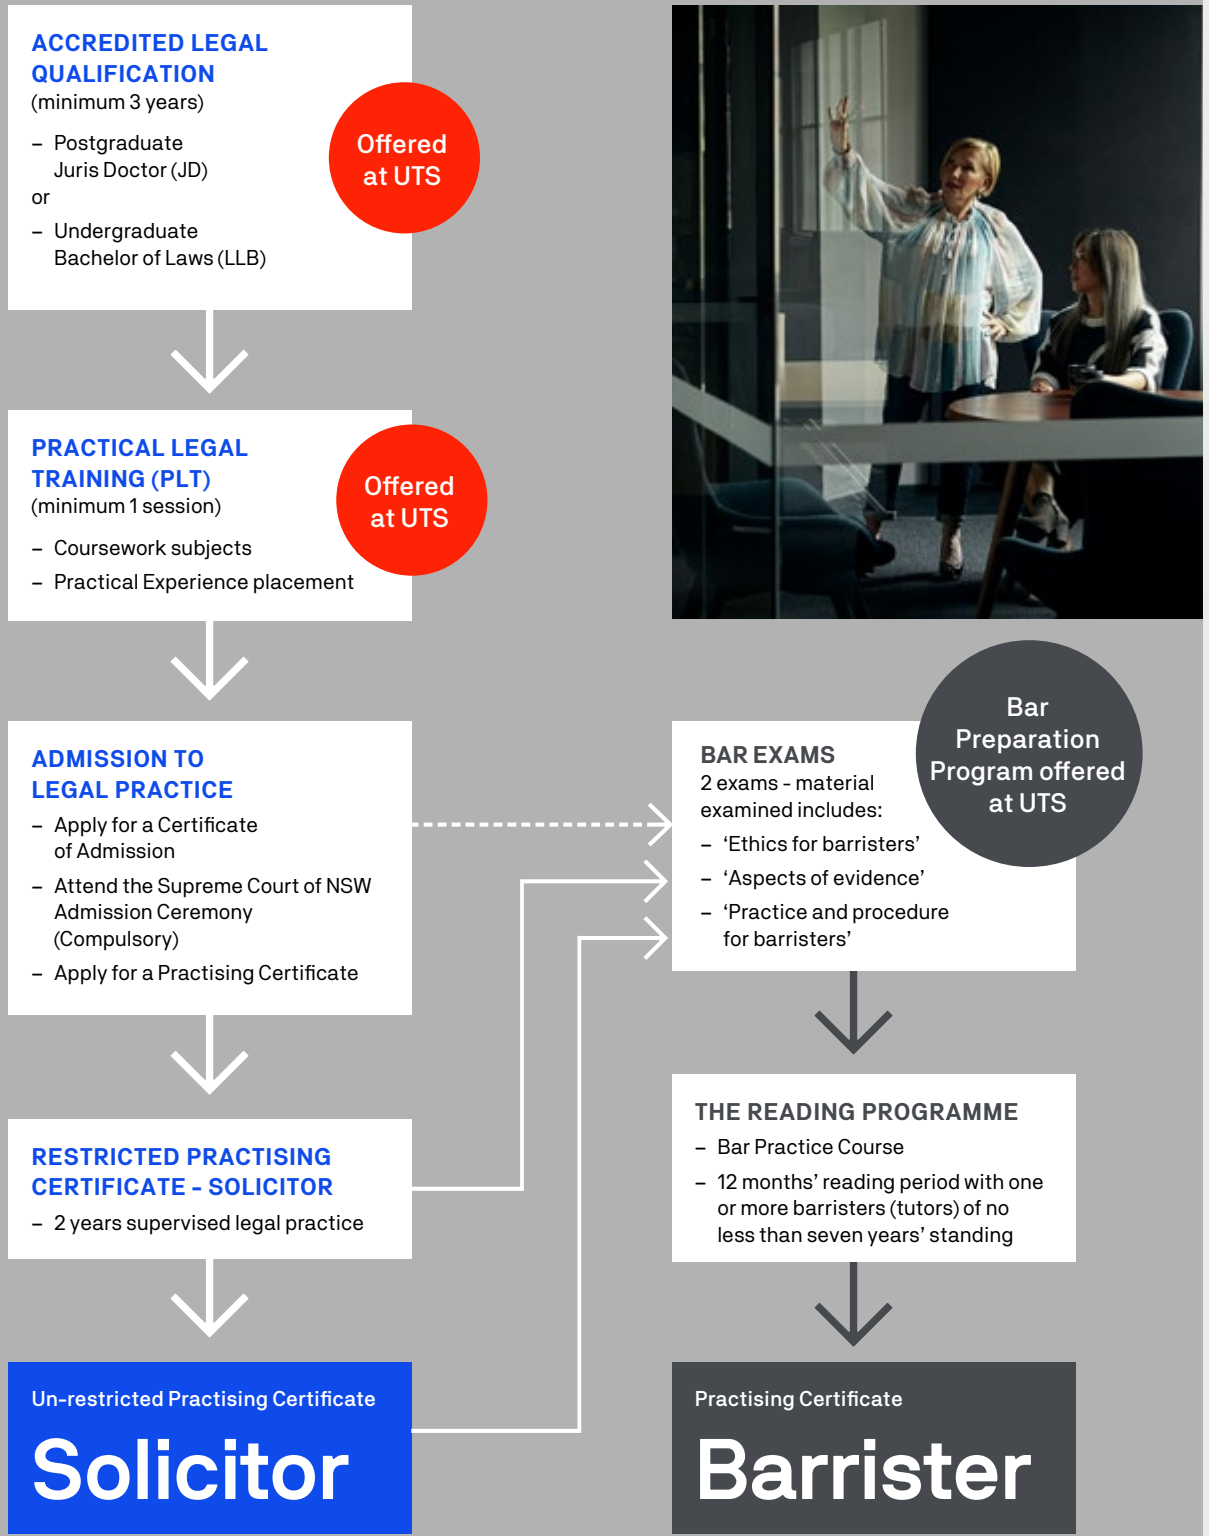 ACCREDITED LEGAL
QUALIFICATION
(minimum 3 years)
– Postgraduate
Juris Doctor (JD)
or
– Undergraduate
Bachelor of Laws (LLB)
Offered
at UTS
PRACTICAL LEGAL
TRAINING (PLT)
(minimum 1 session)
– Coursework subjects
– Practical Experience placement
Offered
at UTS
ADMISSION TO
LEGAL PRACTICE
– Apply for a Certificate
of Admission
– Attend the Supreme Court of NSW
Admission Ceremony
(Compulsory)
– Apply for a Practising Certificate
RESTRICTED PRACTISING
CERTIFICATE - SOLICITOR
– 2 years supervised legal practice
Un-restricted Practising Certificate
Solicitor
Bar
Preparation
Program offered
at UTS
BAR EXAMS
2 exams - material
examined includes:
– ‘Ethics for barristers’
– ‘Aspects of evidence’
– ‘Practice and procedure
for barristers’
THE READING PROGRAMME
– Bar Practice Course
– 12 months’ reading period with one
or more barristers (tutors) of no
less than seven years’ standing
Practising Certificate
Barrister